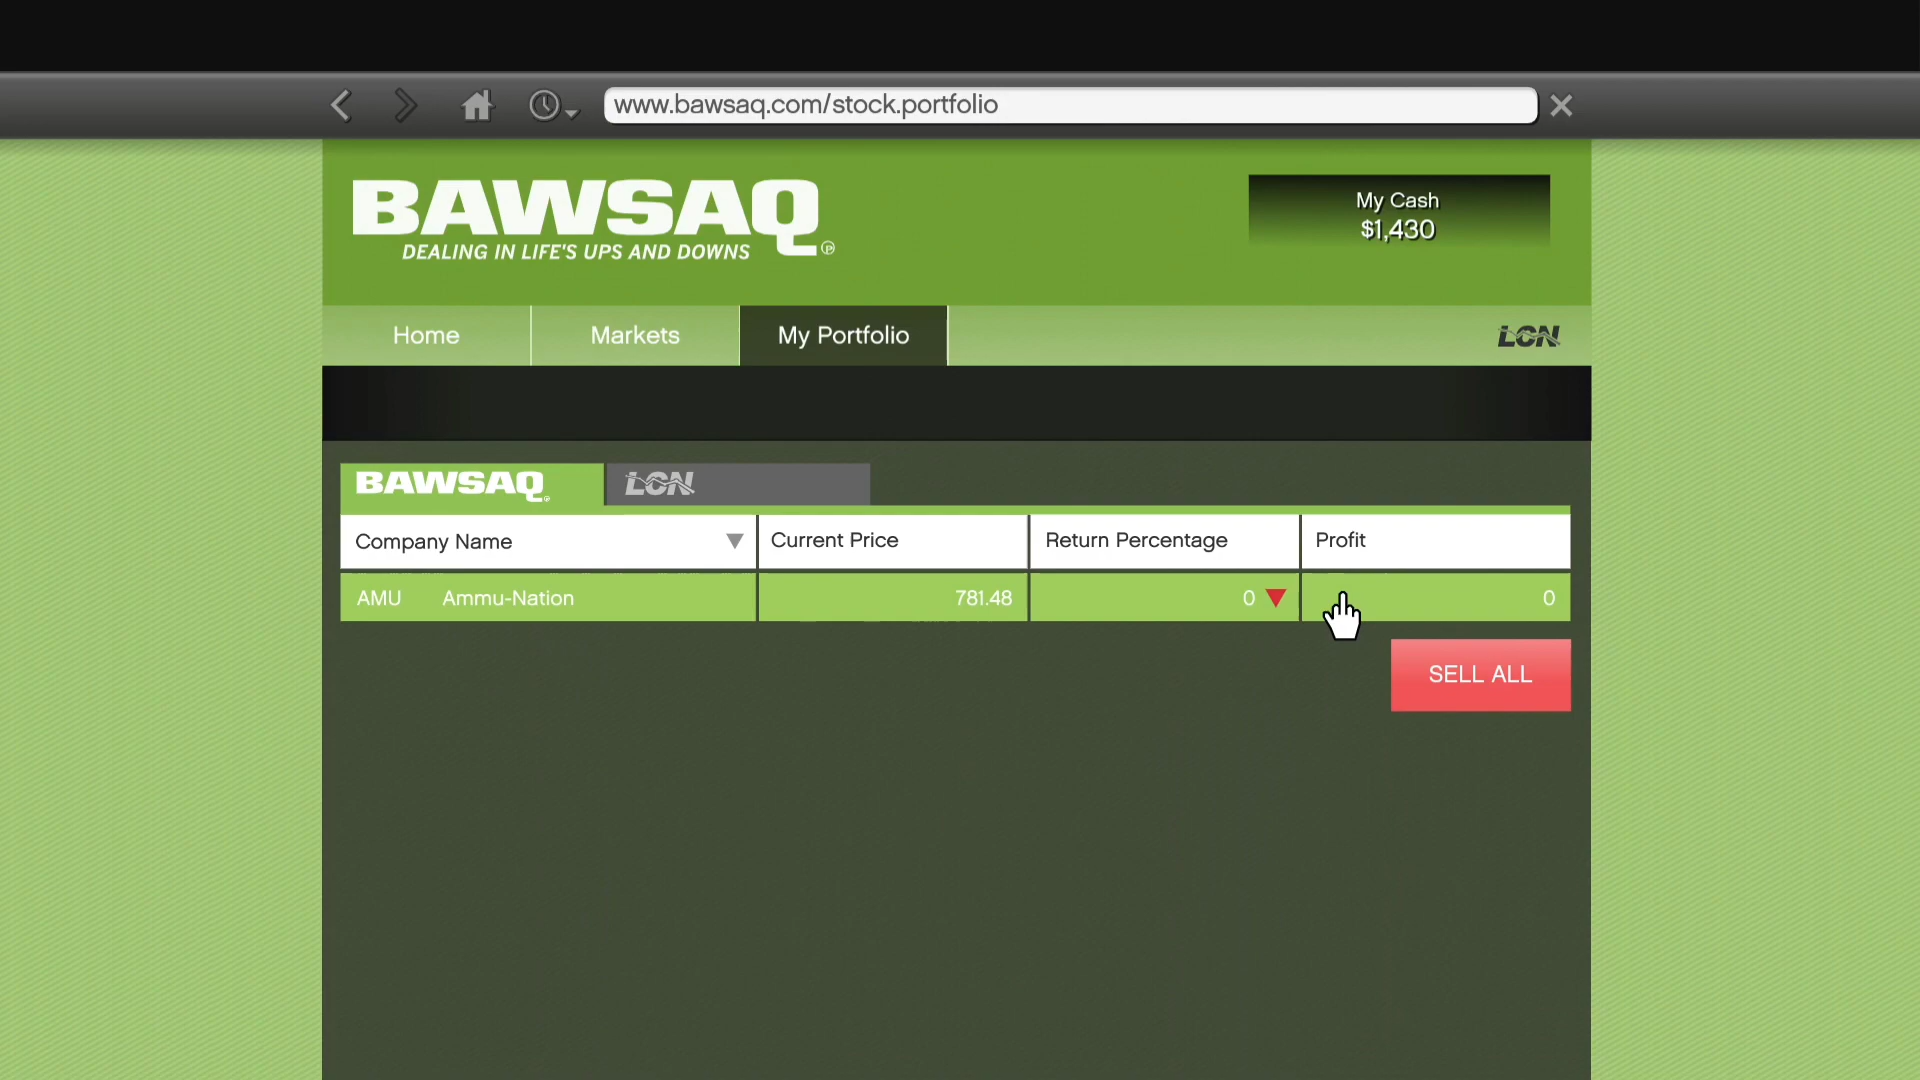 www.bawsaq.com/stock.portfolio
BAWSAQ
DEALING IN LIFE'S UPS AND DOWNS
My Cash
$1,430
Home Markets My Portfolio LCN
BAWSAQ LCN
Company Name Current Price Return Percentage Profit
AMU Ammu-Nation 781.48 0 0
SELL ALL